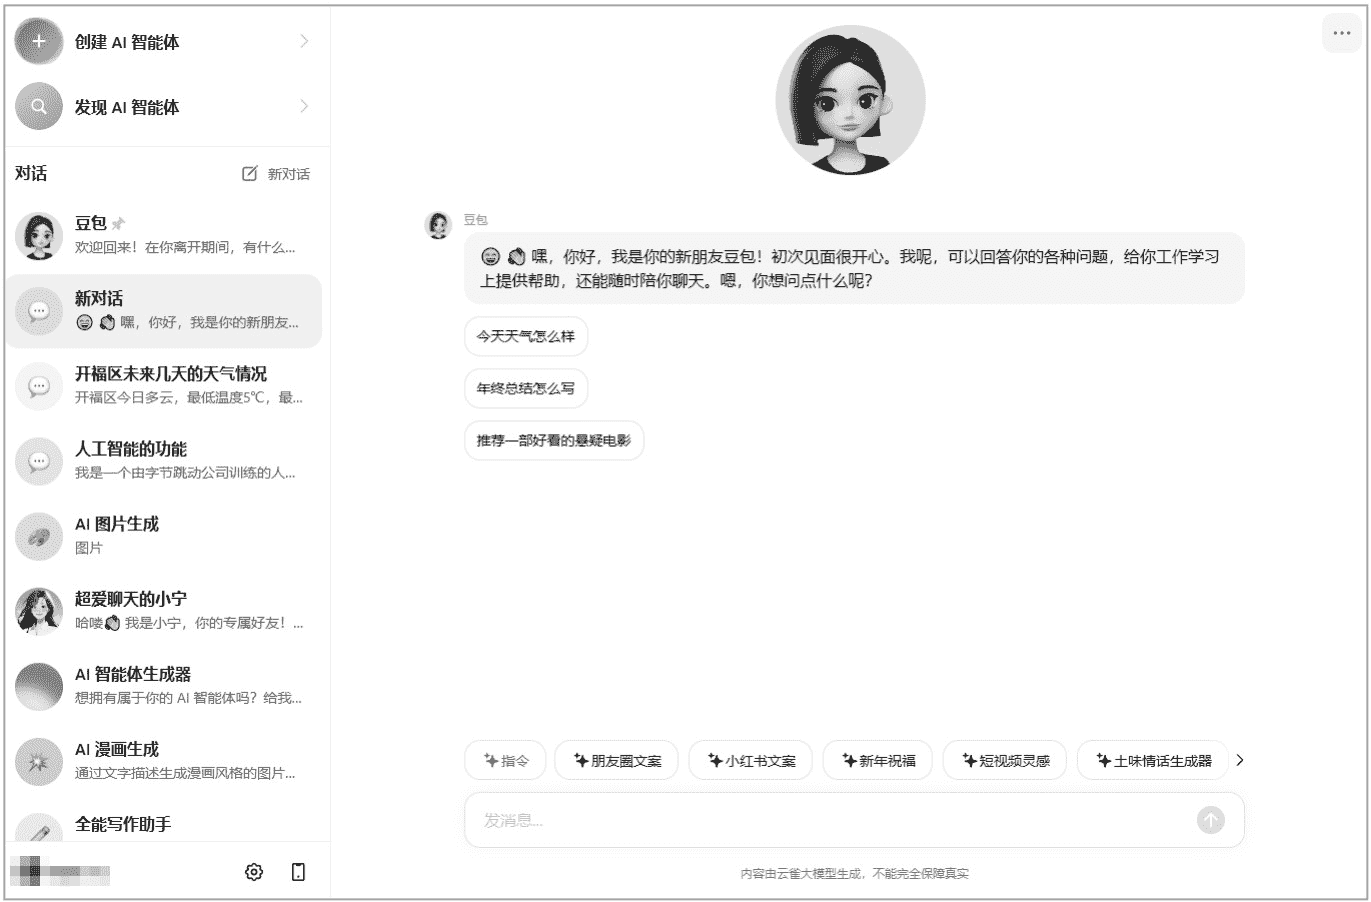 创建 AI 智能体
发现 AI 智能体
对话
新对话
豆包
欢迎回来！在你离开期间，有什么...
新对话
嘿，你好，我是你的新朋友...
开福区未来几天的天气情况
开福区今日多云，最低温度5℃，最...
人工智能的功能
我是一个由字节跳动公司训练的人...
AI 图片生成
图片
超爱聊天的小宁
哈喽 我是小宁，你的专属好友！...
AI 智能体生成器
想拥有属于你的 AI 智能体吗？给我...
AI 漫画生成
通过文字描述生成漫画风格的图片...
全能写作助手
豆包
嘿，你好，我是你的新朋友豆包！初次见面很开心。我呢，可以回答你的各种问题，给你工作学习
上提供帮助，还能随时陪你聊天。嗯，你想问点什么呢？
今天天气怎么样
年终总结怎么写
推荐一部好看的悬疑电影
指令
朋友圈文案
小红书文案
新年祝福
短视频灵感
土味情话生成器
发消息...
内容由云雀大模型生成，不能完全保障真实